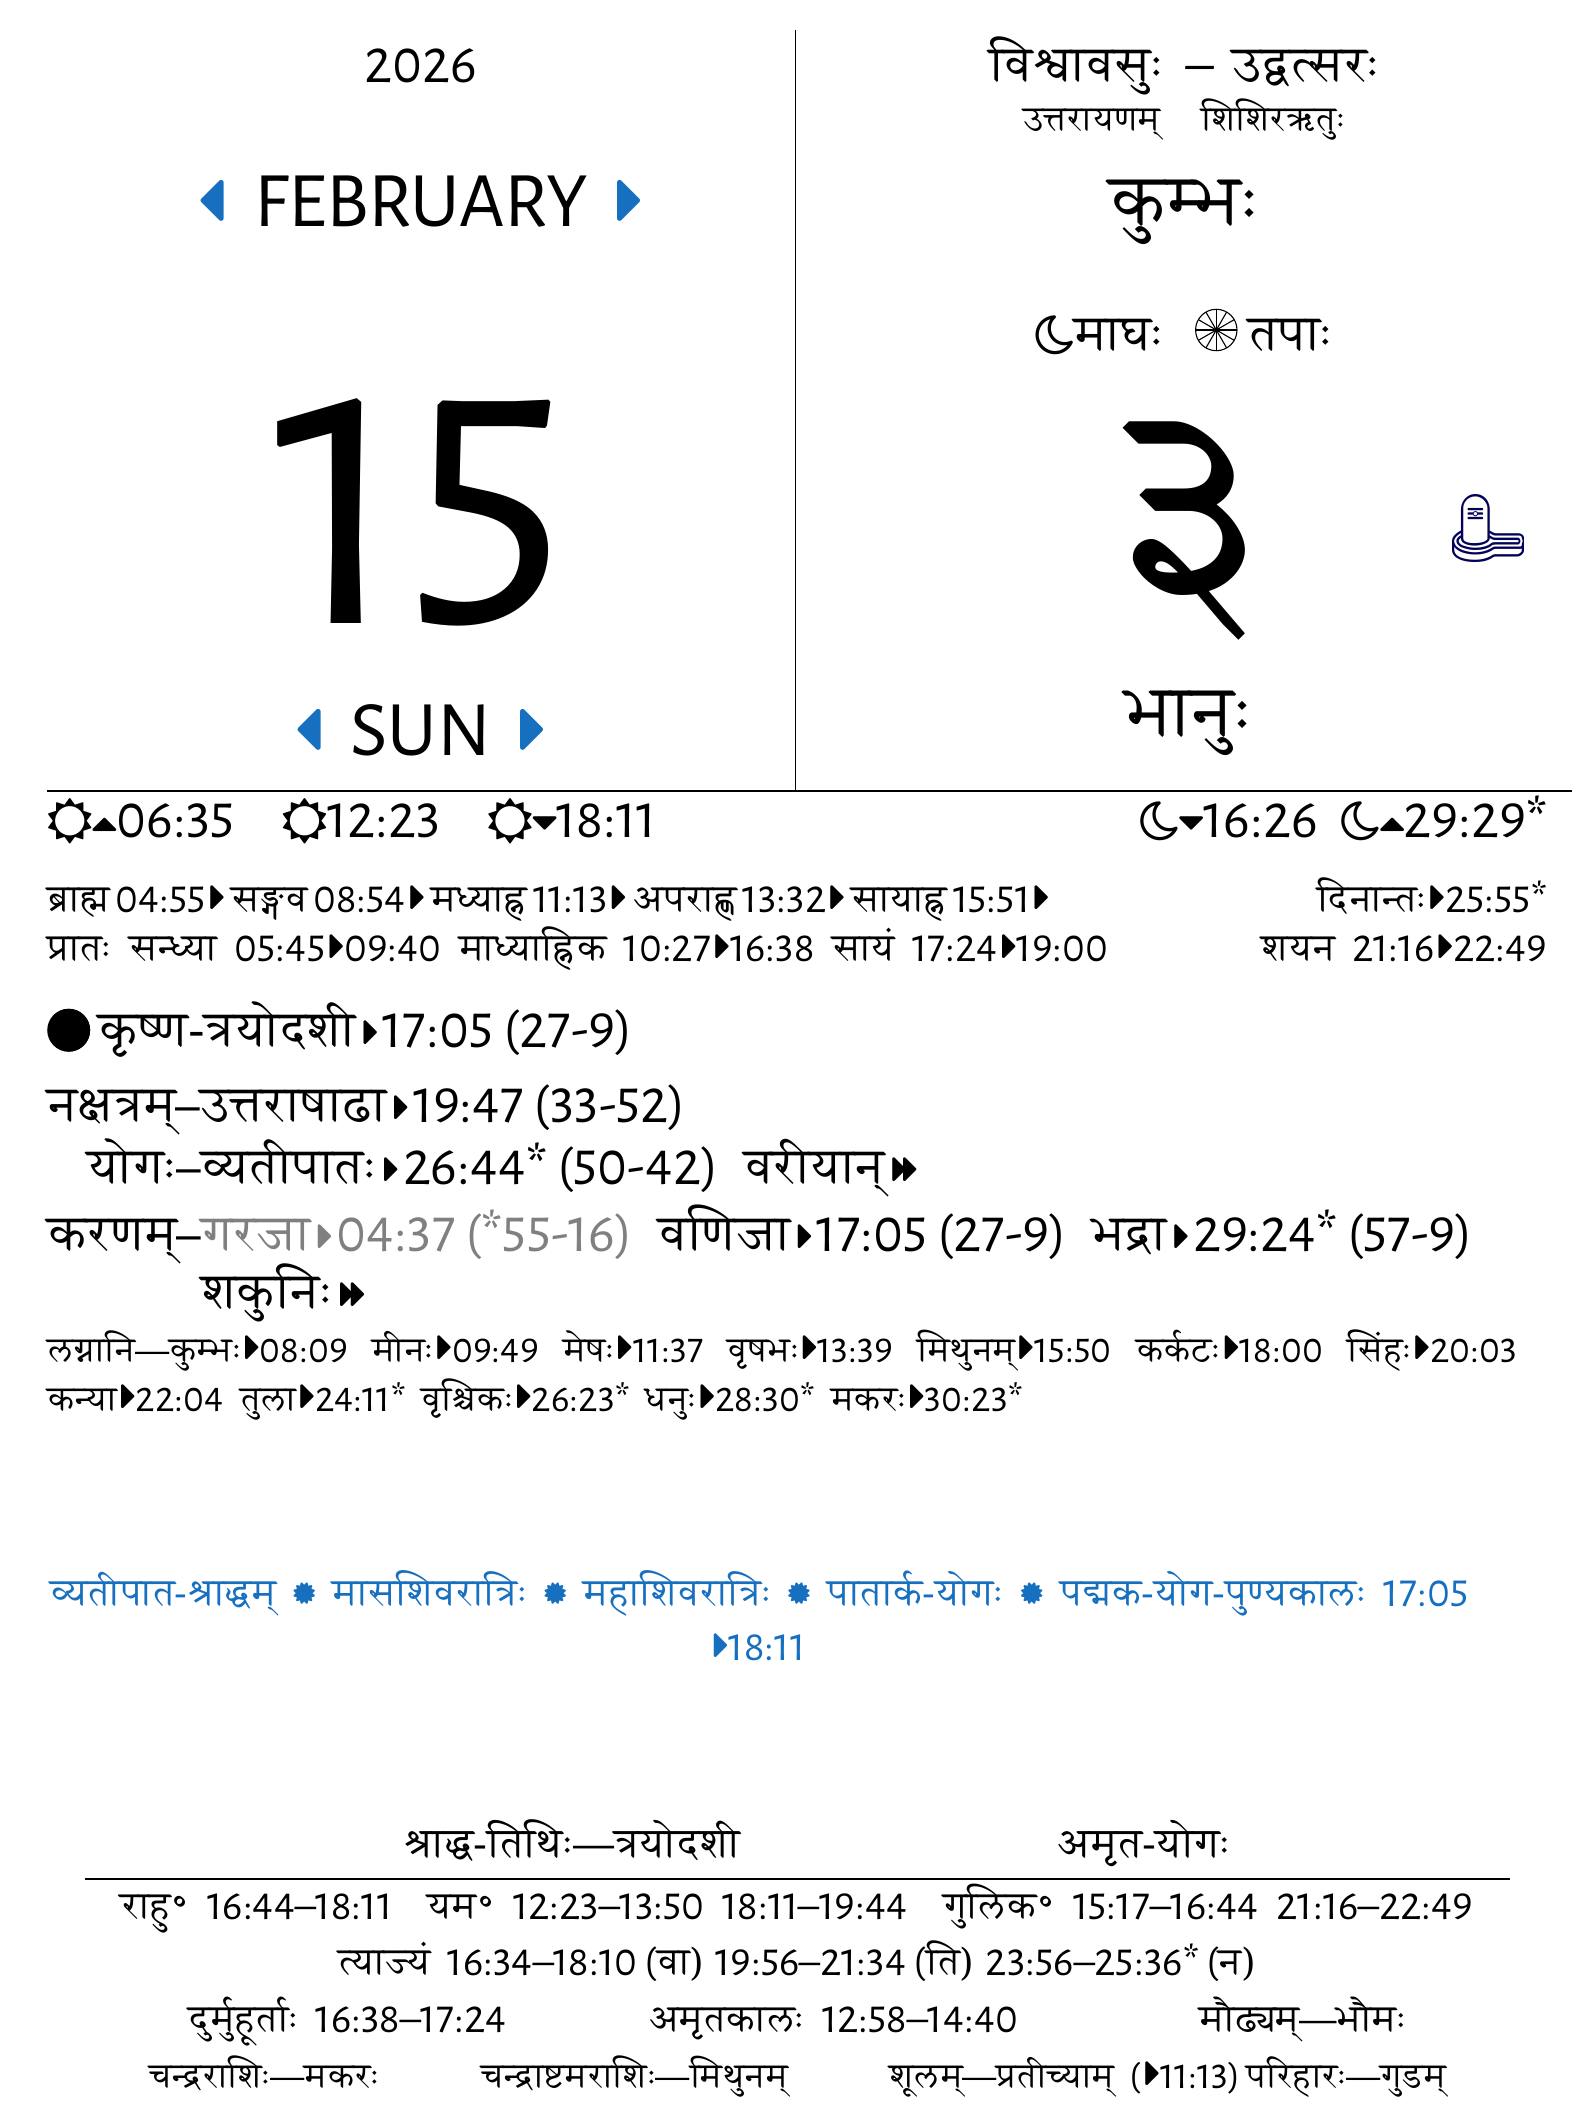 2026
FEBRUARY
15
SUN
विश्वावसुः – उद्वत्सरः
उत्तरायणम् शिशिरऋतुः
कुम्भः
माघः तपाः
३
भानुः
06:35 12:23 18:11 16:26 29:29*
ब्राह्म 04:55 सङ्गव 08:54 मध्याह्न 11:13 अपराह्ण 13:32 सायाह्न 15:51 दिनान्तः 25:55*
प्रातः सन्ध्या 05:45 09:40 माध्याह्निक 10:27 16:38 सायं 17:24 19:00 शयन 21:16 22:49
कृष्ण-त्रयोदशी 17:05 (27-9)
नक्षत्रम्–उत्तराषाढा 19:47 (33-52)
योगः–व्यतीपातः 26:44* (50-42) वरीयान्
करणम्–गरजा 04:37 (*55-16) वणिजा 17:05 (27-9) भद्रा 29:24* (57-9)
शकुनिः
लग्नानि—कुम्भः 08:09 मीनः 09:49 मेषः 11:37 वृषभः 13:39 मिथुनम् 15:50 कर्कटः 18:00 सिंहः 20:03
कन्या 22:04 तुला 24:11* वृश्चिकः 26:23* धनुः 28:30* मकरः 30:23*
व्यतीपात-श्राद्धम् मासशिवरात्रिः महाशिवरात्रिः पातार्क-योगः पद्मक-योग-पुण्यकालः 17:05
18:11
श्राद्ध-तिथिः—त्रयोदशी अमृत-योगः
राहु॰ 16:44–18:11 यम॰ 12:23–13:50 18:11–19:44 गुलिक॰ 15:17–16:44 21:16–22:49
त्याज्यं 16:34–18:10 (वा) 19:56–21:34 (ति) 23:56–25:36* (न)
दुर्मुहूर्ताः 16:38–17:24 अमृतकालः 12:58–14:40 मौढ्यम्—भौमः
चन्द्रराशिः—मकरः चन्द्राष्टमराशिः—मिथुनम् शूलम्—प्रतीच्याम् (11:13) परिहारः—गुडम्